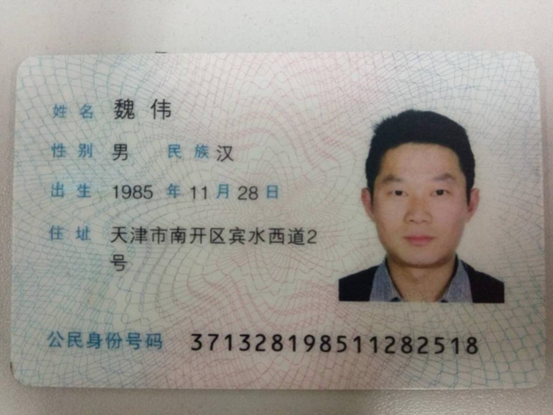 姓名 魏伟
性别 男 民族 汉
出生 1985 年 11 月 28 日
住址 天津市南开区宾水西道2
号
公民身份号码 371328198511282518